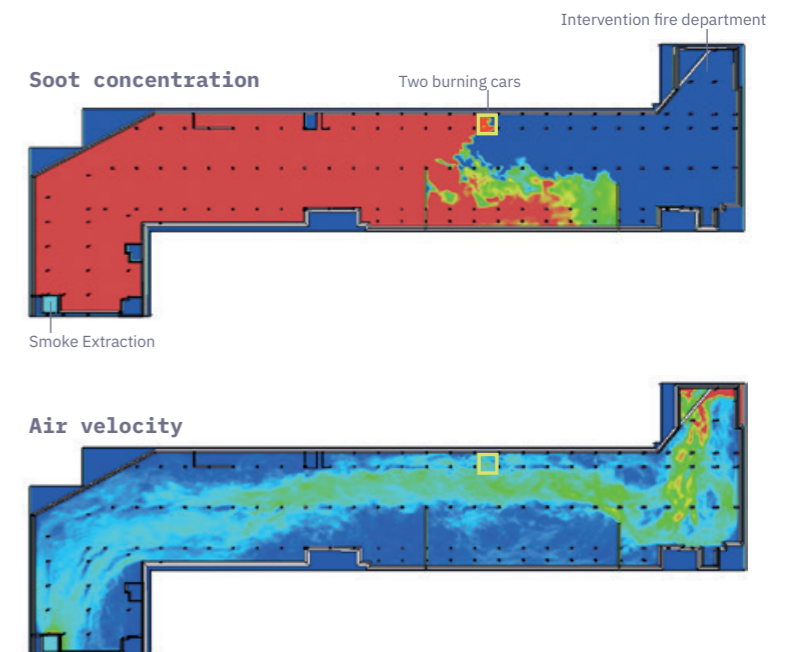 Intervention fire department
Soot concentration
Two burning cars
Smoke Extraction
Air velocity